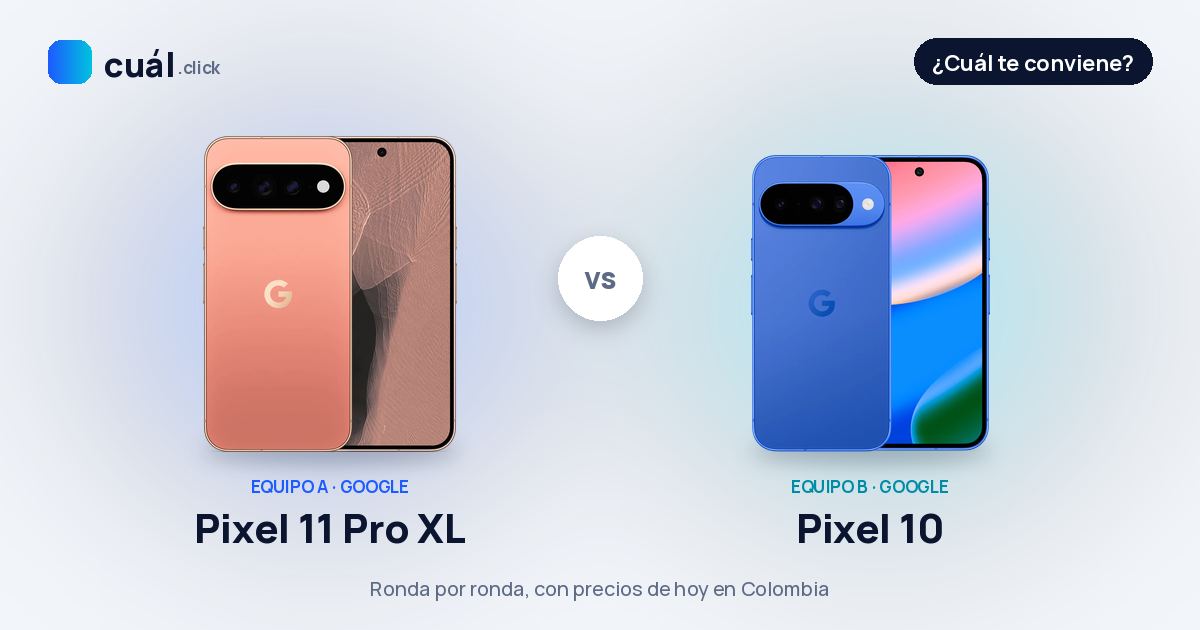 cuál.click
¿Cuál te conviene?
G
G
VS
EQUIPO A · GOOGLE
EQUIPO B · GOOGLE
Pixel 11 Pro XL
Pixel 10
Ronda por ronda, con precios de hoy en Colombia